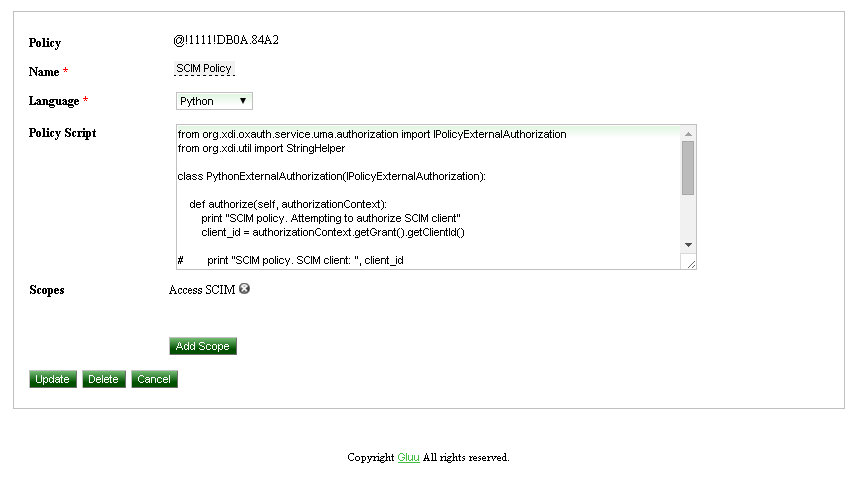 Policy @!1111!DB0A.84A2
Name * SCIM Policy
Language * Python
Policy Script
from org.xdi.oxauth.service.uma.authorization import IPolicyExternalAuthorization
from org.xdi.util import StringHelper
class PythonExternalAuthorization(IPolicyExternalAuthorization):
def authorize(self, authorizationContext):
print "SCIM policy. Attempting to authorize SCIM client"
client_id = authorizationContext.getGrant().getClientId()
# print "SCIM policy. SCIM client: ", client_id
Scopes Access SCIM
Add Scope
Update Delete Cancel
Copyright Gluu All rights reserved.